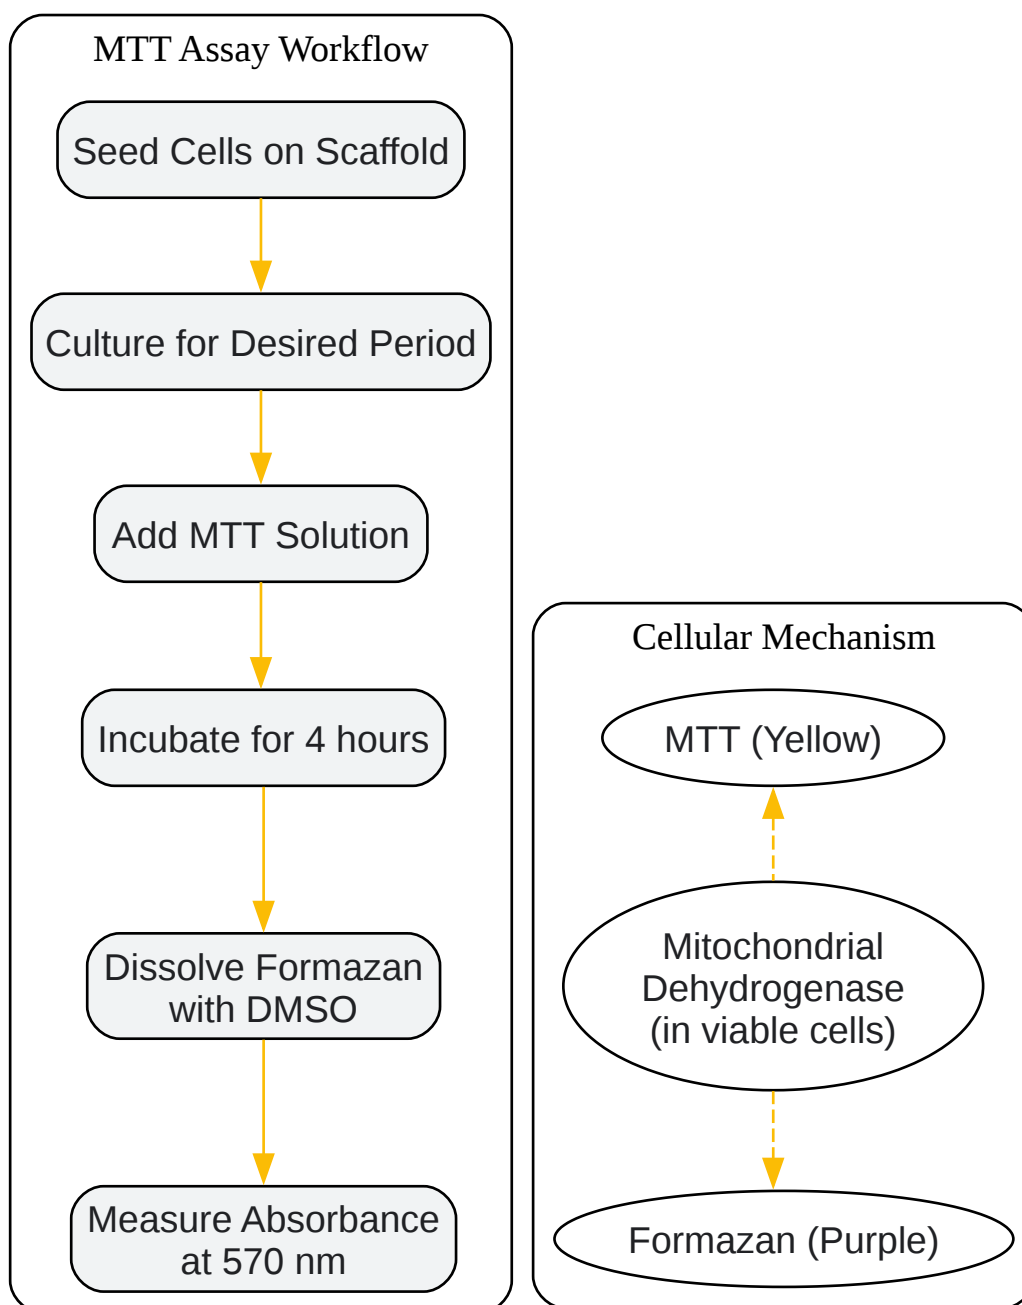 MTT Assay Workflow
Seed Cells on Scaffold
Culture for Desired Period
Add MTT Solution
Incubate for 4 hours
Dissolve Formazan
with DMSO
Measure Absorbance
at 570 nm
Cellular Mechanism
MTT (Yellow)
Mitochondrial
Dehydrogenase
(in viable cells)
Formazan (Purple)